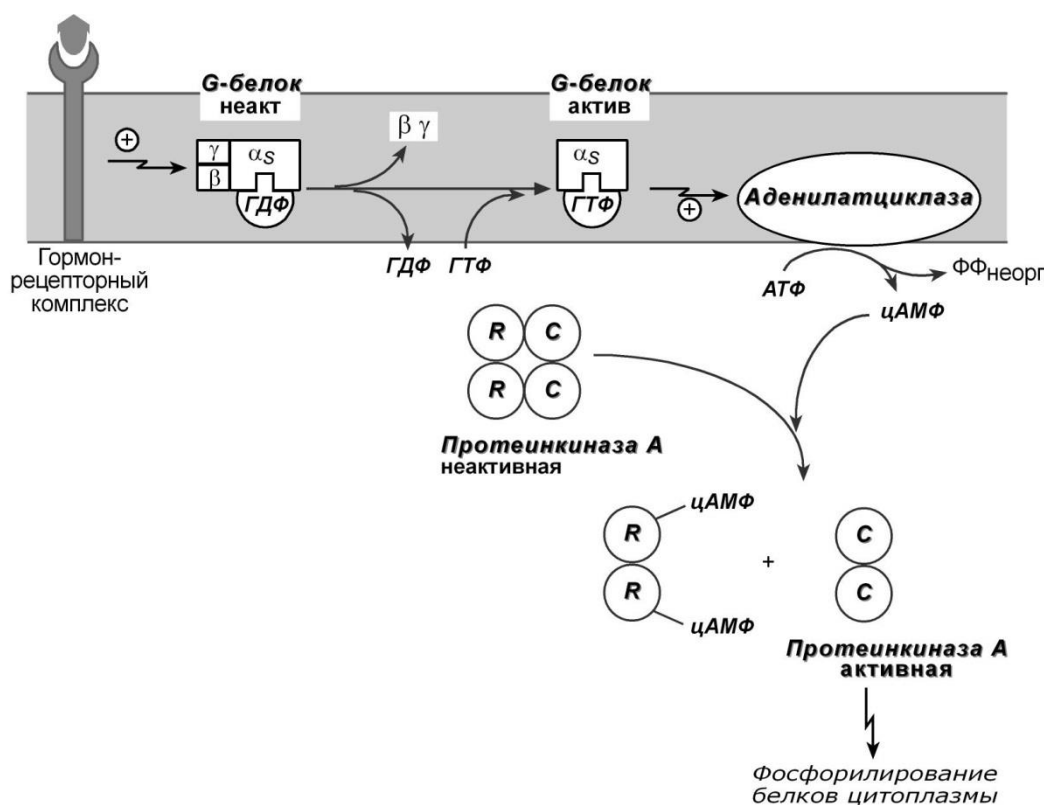 G-белок
неакт
G-белок
актив
β γ
γ
β
αS
ГДФ
αS
ГТФ
Аденилатциклаза
Гормон-
рецепторный
комплекс
ГДФ
ГТФ
АТФ
ФФнеорг
цАМФ
R
C
R
C
Протеинкиназа А
неактивная
цАМФ
R
R
цАМФ
+
C
C
Протеинкиназа А
активная
Фосфорилирование
белков цитоплазмы
+
+